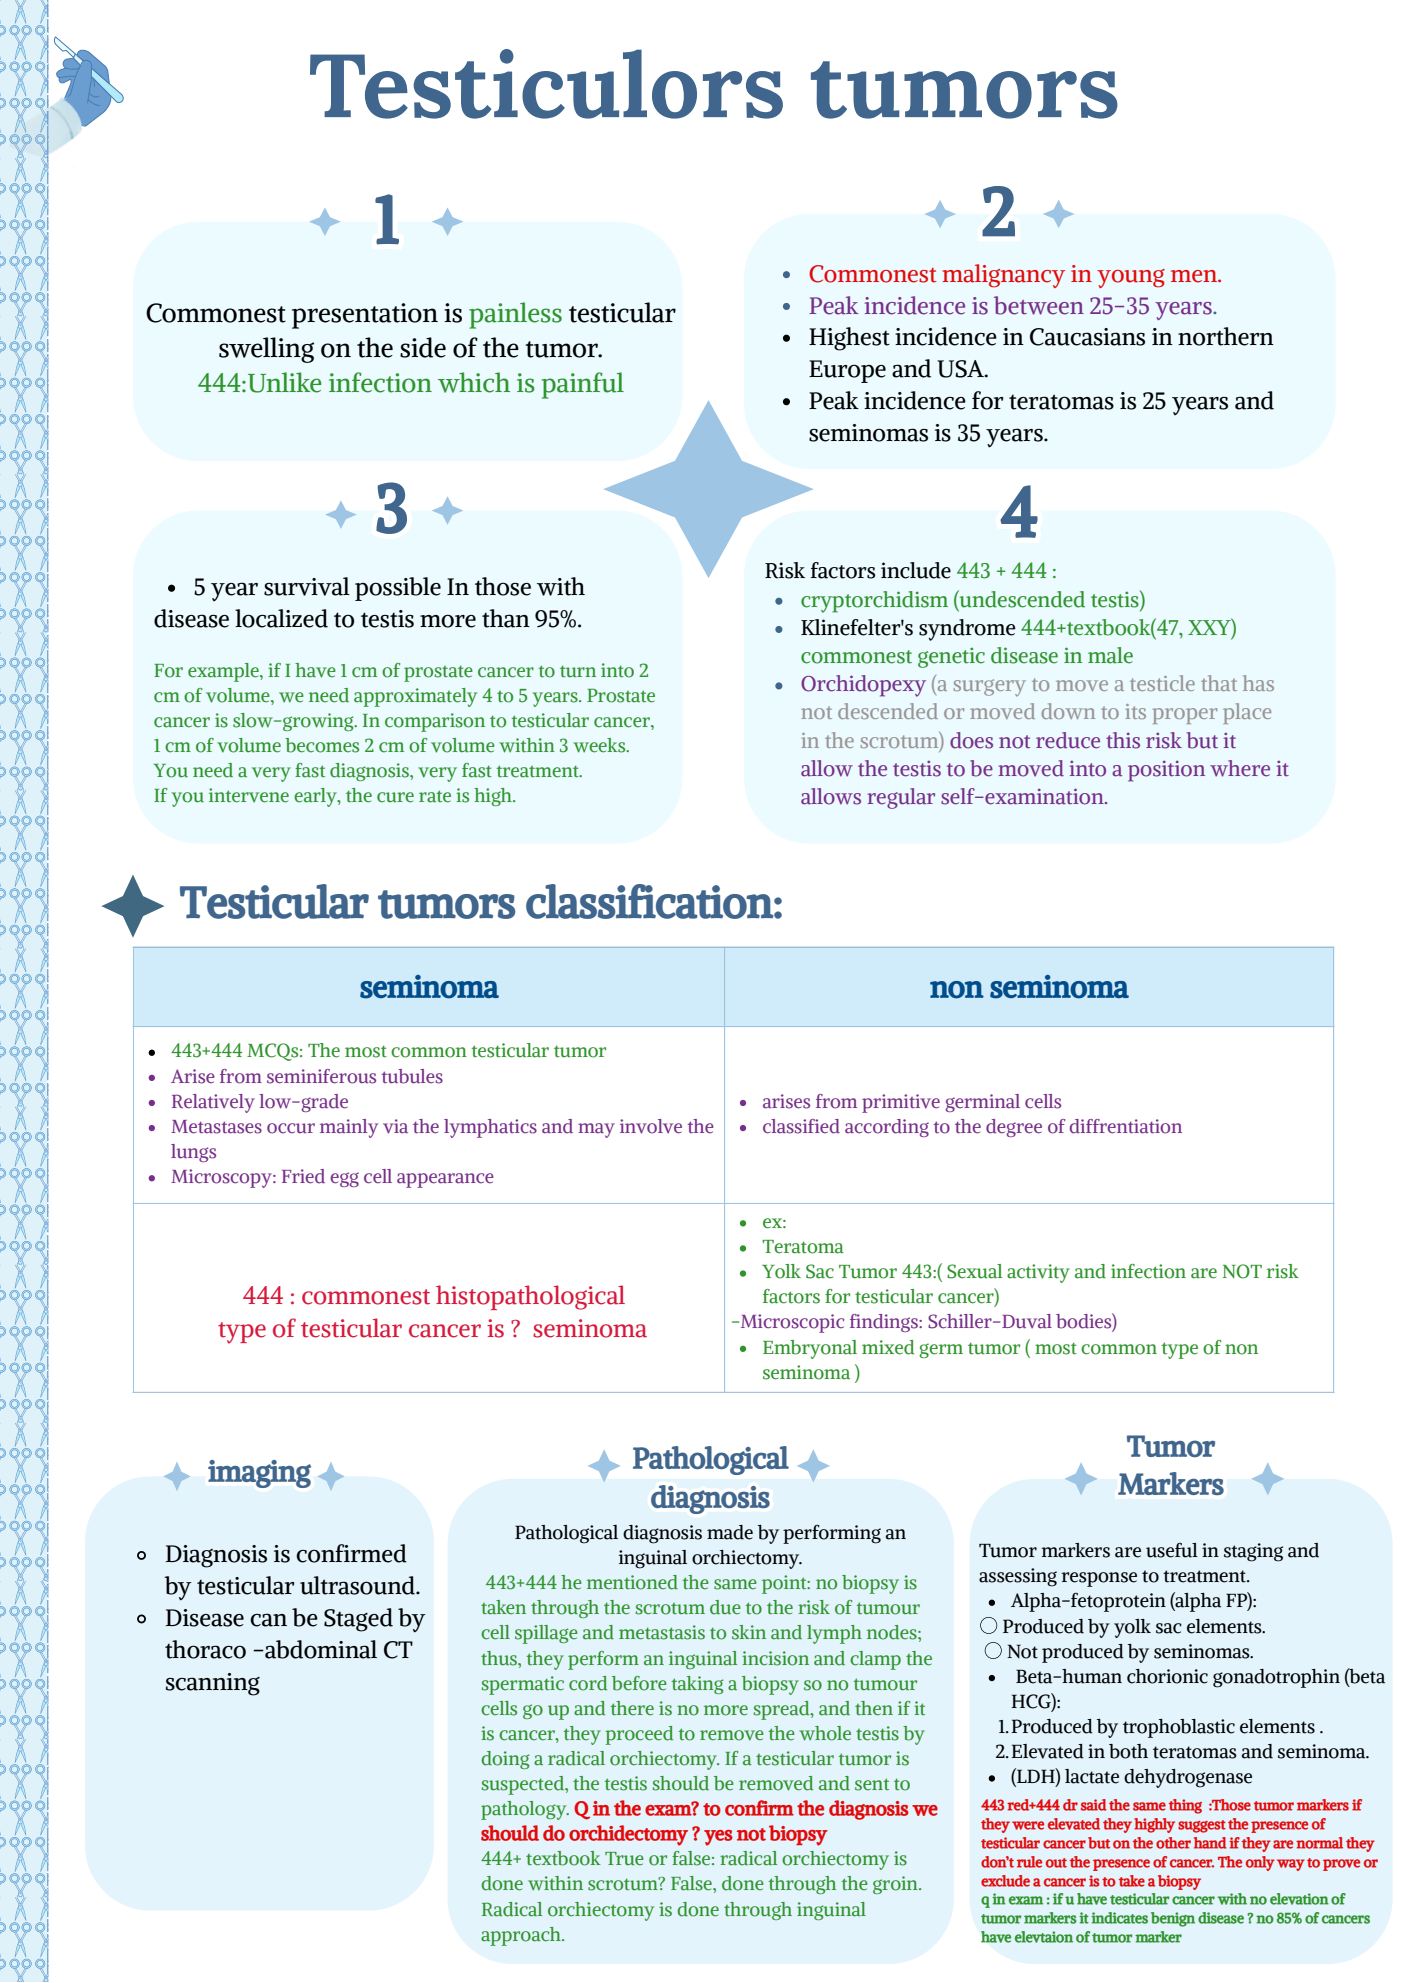 Testiculors tumors
1
Commonest presentation is painless testicular
swelling on the side of the tumor.
444:Unlike infection which is painful
2
• Commonest malignancy in young men.
• Peak incidence is between 25-35 years.
• Highest incidence in Caucasians in northern
Europe and USA.
• Peak incidence for teratomas is 25 years and
seminomas is 35 years.
3
• 5 year survival possible In those with
disease localized to testis more than 95%.
For example, if I have 1 cm of prostate cancer to turn into 2
cm of volume, we need approximately 4 to 5 years. Prostate
cancer is slow-growing. In comparison to testicular cancer,
1 cm of volume becomes 2 cm of volume within 3 weeks.
You need a very fast diagnosis, very fast treatment.
If you intervene early, the cure rate is high.
4
Risk factors include 443 + 444 :
• cryptorchidism (undescended testis)
• Klinefelter's syndrome 444+textbook(47, XXY)
commonest genetic disease in male
• Orchidopexy (a surgery to move a testicle that has
not descended or moved down to its proper place
in the scrotum) does not reduce this risk but it
allow the testis to be moved into a position where it
allows regular self-examination.
Testicular tumors classification:
seminoma
non seminoma
• 443+444 MCQs: The most common testicular tumor
• Arise from seminiferous tubules
• Relatively low-grade
• Metastases occur mainly via the lymphatics and may involve the
lungs
• Microscopy: Fried egg cell appearance
• arises from primitive germinal cells
• classified according to the degree of diffrentiation
444 : commonest histopathological
type of testicular cancer is ? seminoma
• ex:
• Teratoma
• Yolk Sac Tumor 443:( Sexual activity and infection are NOT risk
factors for testicular cancer)
-Microscopic findings: Schiller-Duval bodies)
• Embryonal mixed germ tumor ( most common type of non
seminoma )
imaging
○ Diagnosis is confirmed
by testicular ultrasound.
○ Disease can be Staged by
thoraco -abdominal CT
scanning
Pathological
diagnosis
Pathological diagnosis made by performing an
inguinal orchiectomy.
443+444 he mentioned the same point: no biopsy is
taken through the scrotum due to the risk of tumour
cell spillage and metastasis to skin and lymph nodes;
thus, they perform an inguinal incision and clamp the
spermatic cord before taking a biopsy so no tumour
cells go up and there is no more spread, and then if it
is cancer, they proceed to remove the whole testis by
doing a radical orchiectomy. If a testicular tumor is
suspected, the testis should be removed and sent to
pathology. Q in the exam? to confirm the diagnosis we
should do orchidectomy ? yes not biopsy
444+ textbook True or false: radical orchiectomy is
done within scrotum? False, done through the groin.
Radical orchiectomy is done through inguinal
approach.
Tumor
Markers
Tumor markers are useful in staging and
assessing response to treatment.
• Alpha-fetoprotein (alpha FP):
○ Produced by yolk sac elements.
○ Not produced by seminomas.
• Beta-human chorionic gonadotrophin (beta
HCG):
1. Produced by trophoblastic elements .
2. Elevated in both teratomas and seminoma.
• (LDH) lactate dehydrogenase
443 red+444 dr said the same thing :Those tumor markers if
they were elevated they highly suggest the presence of
testicular cancer but on the other hand if they are normal they
don't rule out the presence of cancer. The only way to prove or
exclude a cancer is to take a biopsy
q in exam : if u have testicular cancer with no elevation of
tumor markers it indicates benign disease ? no 85% of cancers
have elevtaion of tumor marker